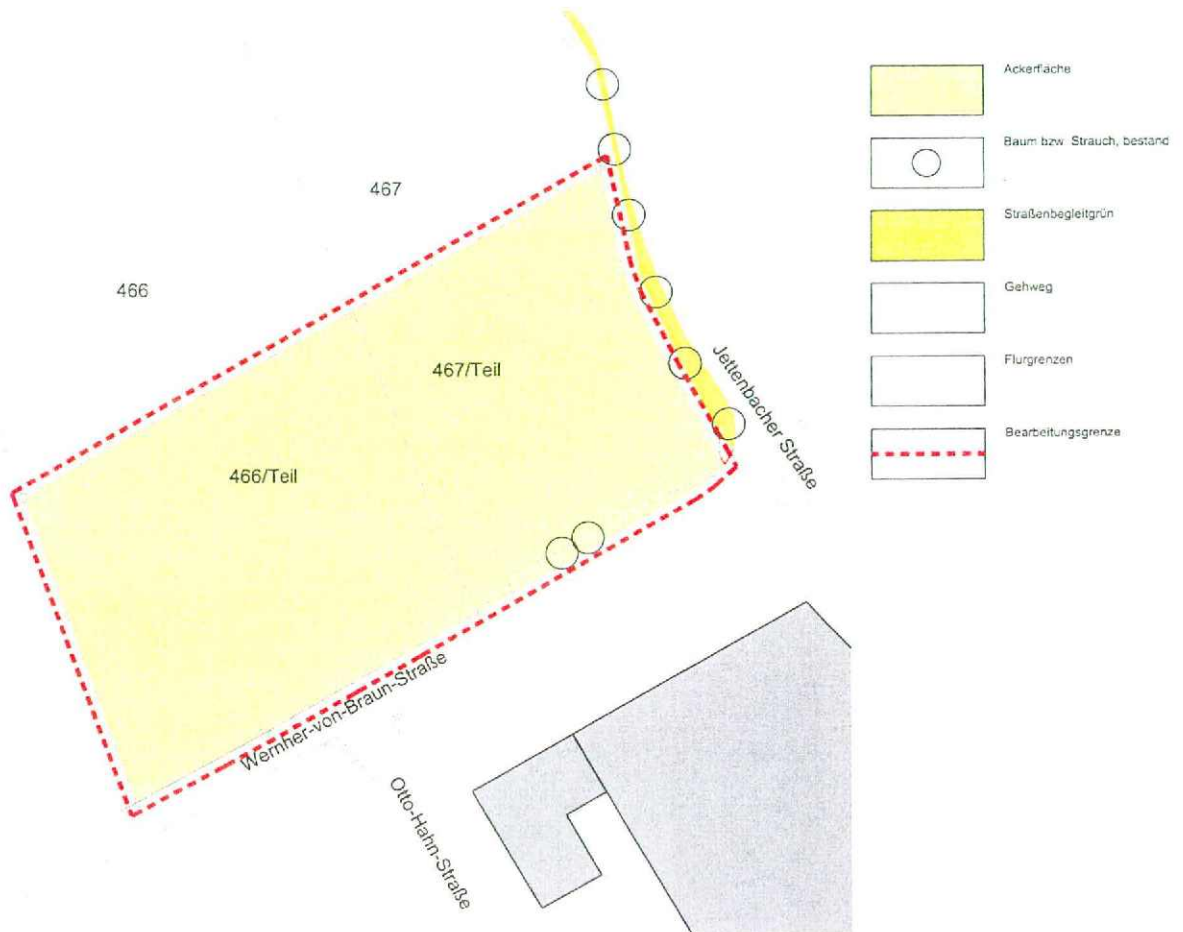 467
466
467/Teil
466/Teil
Jettenbacher Straße
Wernher-von-Braun-Straße
Otto-Hahn-Straße
Ackerfläche
Baum bzw. Strauch, bestand
Straßenbegleitgrün
Gehweg
Flurgrenzen
Bearbeitungsgrenze